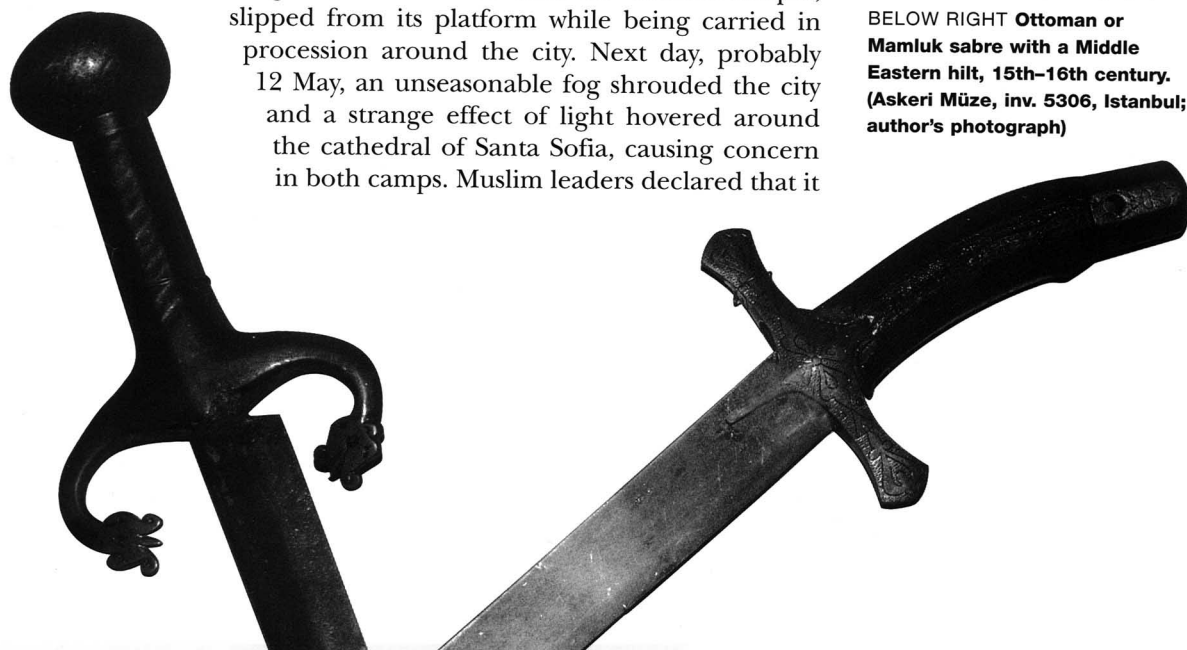 slipped from its platform while being carried in
procession around the city. Next day, probably
12 May, an unseasonable fog shrouded the city
and a strange effect of light hovered around
the cathedral of Santa Sofia, causing concern
in both camps. Muslim leaders declared that it
BELOW RIGHT Ottoman or
Mamluk sabre with a Middle
Eastern hilt, 15th–16th century.
(Askeri Müze, inv. 5306, Istanbul;
author's photograph)